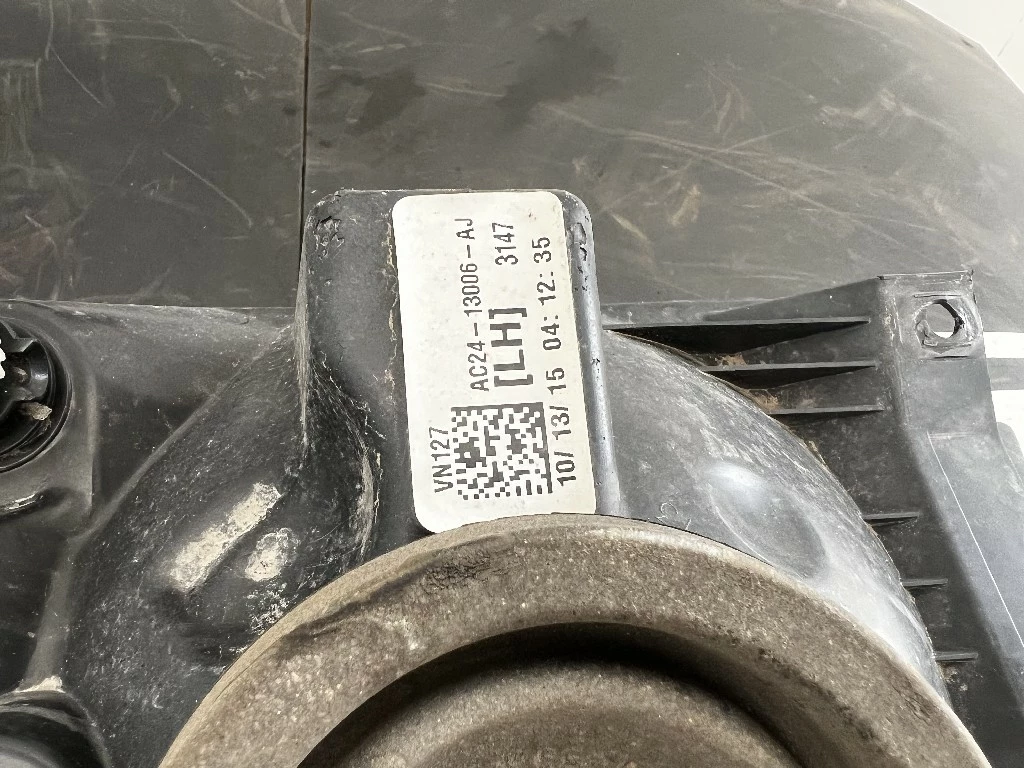 VN127
AC24-13006-AJ
[LH] 3147
10/ 13/ 15 04: 12: 35